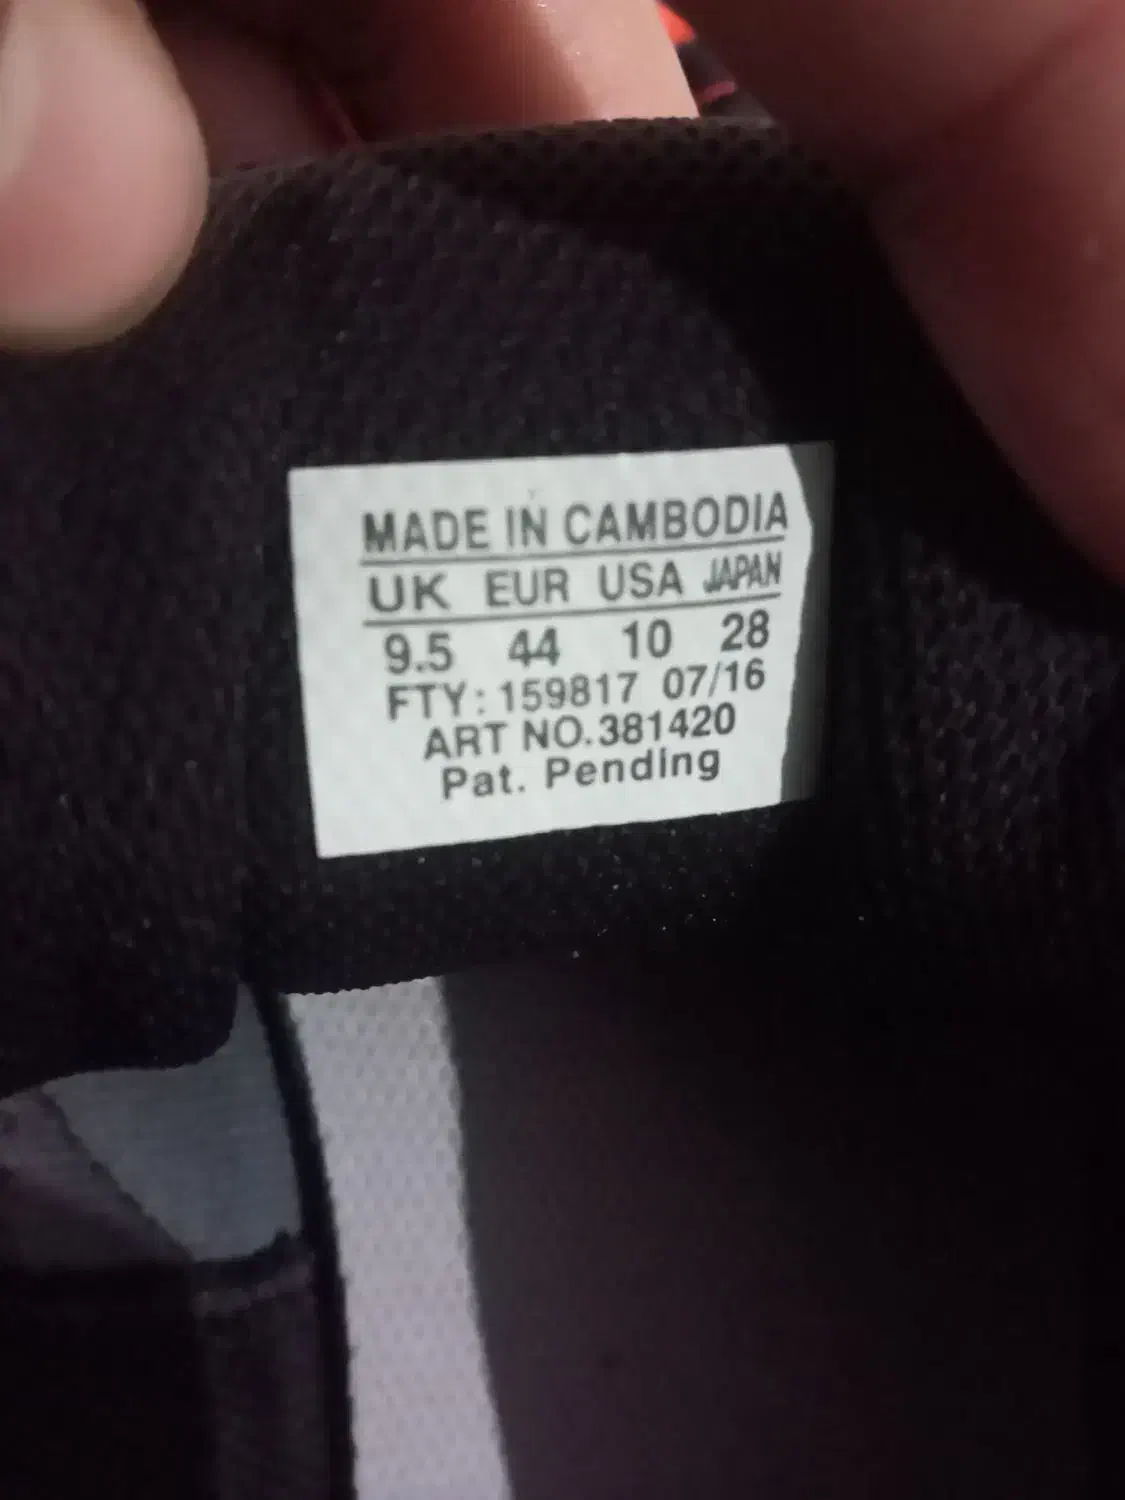 MADE IN CAMBODIA
UK EUR USA JAPAN
9.5 44 10 28
FTY: 159817 07/16
ART NO.381420
Pat. Pending